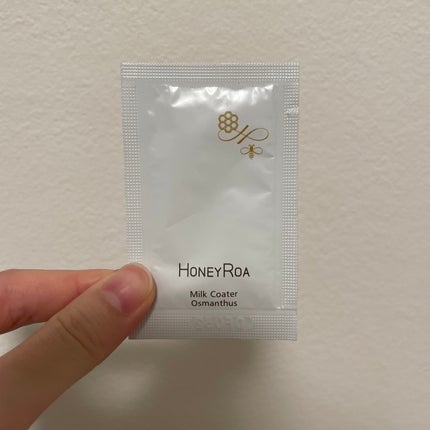 H
HONEYROA
Milk Coater
Osmanthus